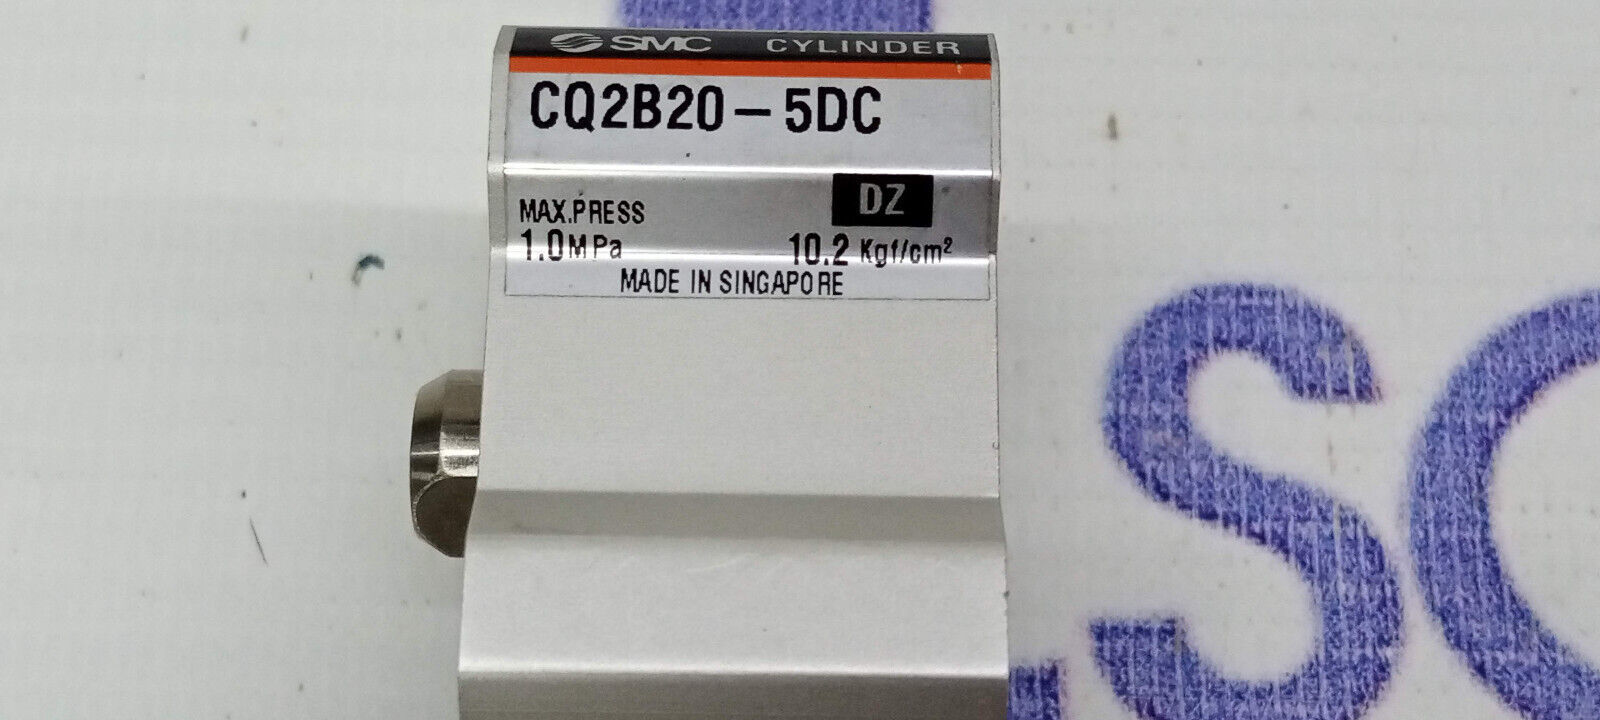 SMC CYLINDER
CQ2B20-5DC
DZ
MAX.PRESS
1.0MPa 10.2 Kgf/cm²
MADE IN SINGAPORE
S